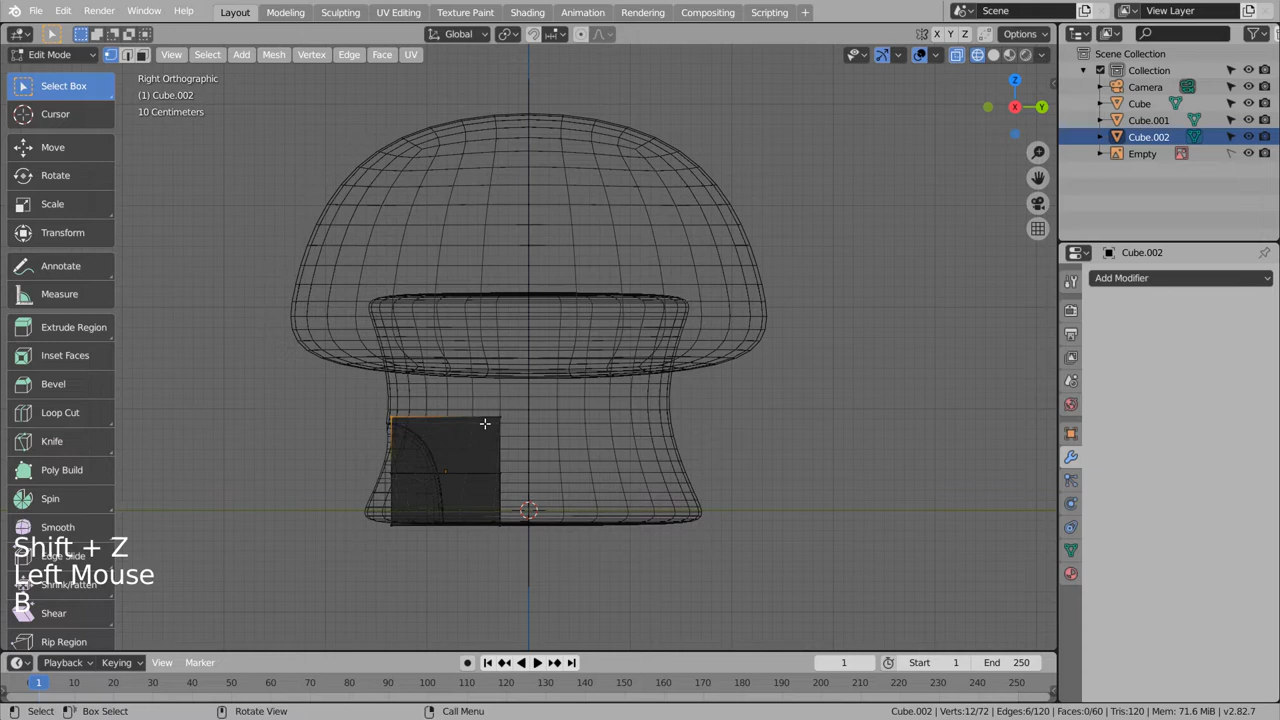 File Edit Render Window Help
Layout Modeling Sculpting UV Editing Texture Paint Shading Animation Rendering Compositing Scripting +
Scene View Layer
Global Options
X Y Z
Edit Mode View Select Add Mesh Vertex Edge Face UV
Select Box
Cursor
Move
Rotate
Scale
Transform
Annotate
Measure
Extrude Region
Inset Faces
Bevel
Loop Cut
Knife
Poly Build
Spin
Smooth
Edge Slide
Shrink/Fatten
Shear
Rip Region
Right Orthographic
(1) Cube.002
10 Centimeters
Z
X Y
Shift + Z
Left Mouse
B
Scene Collection
Collection
Camera
Cube
Cube.001
Cube.002
Empty
Cube.002
Add Modifier
Playback Keying View Marker
1 Start 1 End 250
1 10 20 30 40 50 60 70 80 90 100 110 120 130 140 150 160 170 180 190 200 210 220 230 240 250
Select Box Select Rotate View Call Menu
Cube.002 | Verts:12/72 | Edges:6/120 | Faces:0/60 | Tris:120 | Mem: 71.6 MiB | v2.82.7